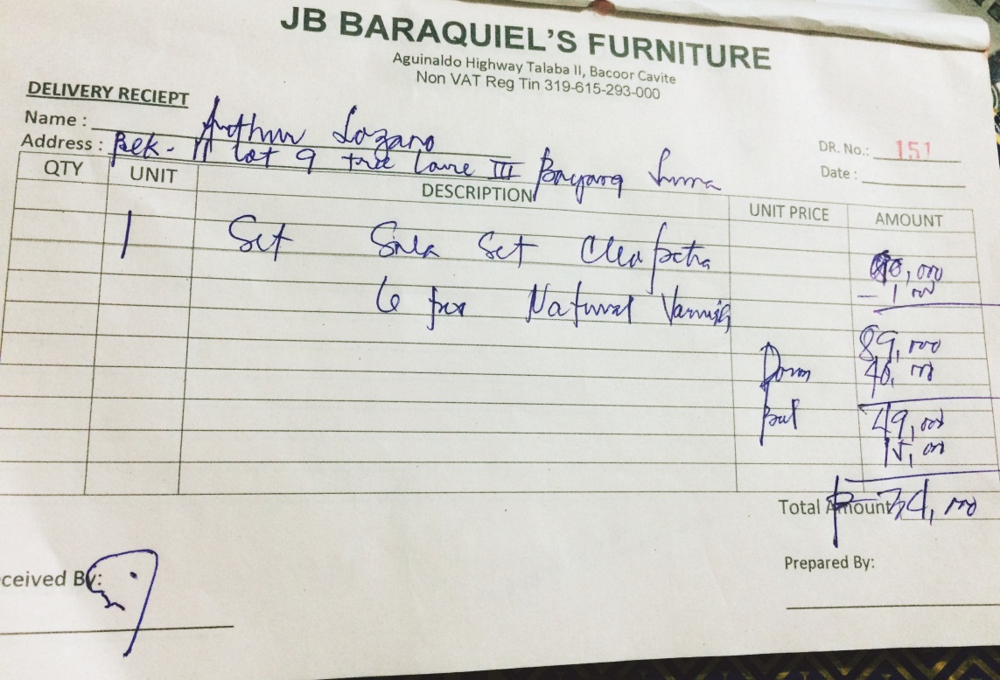 JB BARAQUIEL'S FURNITURE
Aguinaldo Highway Talaba II, Bacoor Cavite
Non VAT Reg Tin 319-615-293-000
DELIVERY RECIEPT
Name : Arthur Lozano
Address : Blk - 11 lot 9 tree lane III Bayang Luma
DR. No.: 151
Date :
QTY UNIT DESCRIPTION UNIT PRICE AMOUNT
1 Set Sala Set Cleopatra 90,000
6 pcs Natural Varnish - 1 000
89,000
Down 40,000
Bal 49,000
15,000
Total Amount ₱ 34,000
ceived By:
Prepared By: